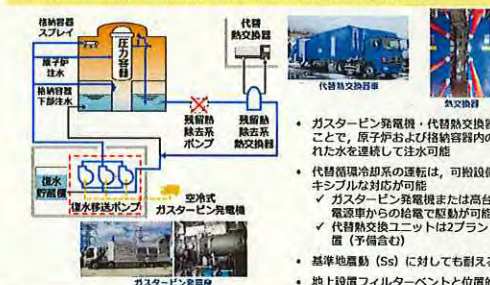 格納容器
スプレイ
原子炉
注水
格納容器
下部注水
圧力容器
代替
熱交換器
残留熱
除去系
ポンプ
残留熱
除去系
熱交換器
復水
貯蔵槽
復水移送ポンプ
空冷式
ガスタービン発電機
ガスタービン発電機
代替熱交換器車
熱交換器
• ガスタービン発電機・代替熱交換器
ことで，原子炉および格納容器内の
れた水を連続して注水可能
• 代替循環冷却系の運転は，可搬設備
キシブルな対応が可能
✓ ガスタービン発電機または高台
電源車からの給電で駆動が可能
✓ 代替熱交換ユニットは2プラン
置（予備含む）
• 基準地震動（Ss）に対しても耐える
• 地上設置フィルターベントと位置的